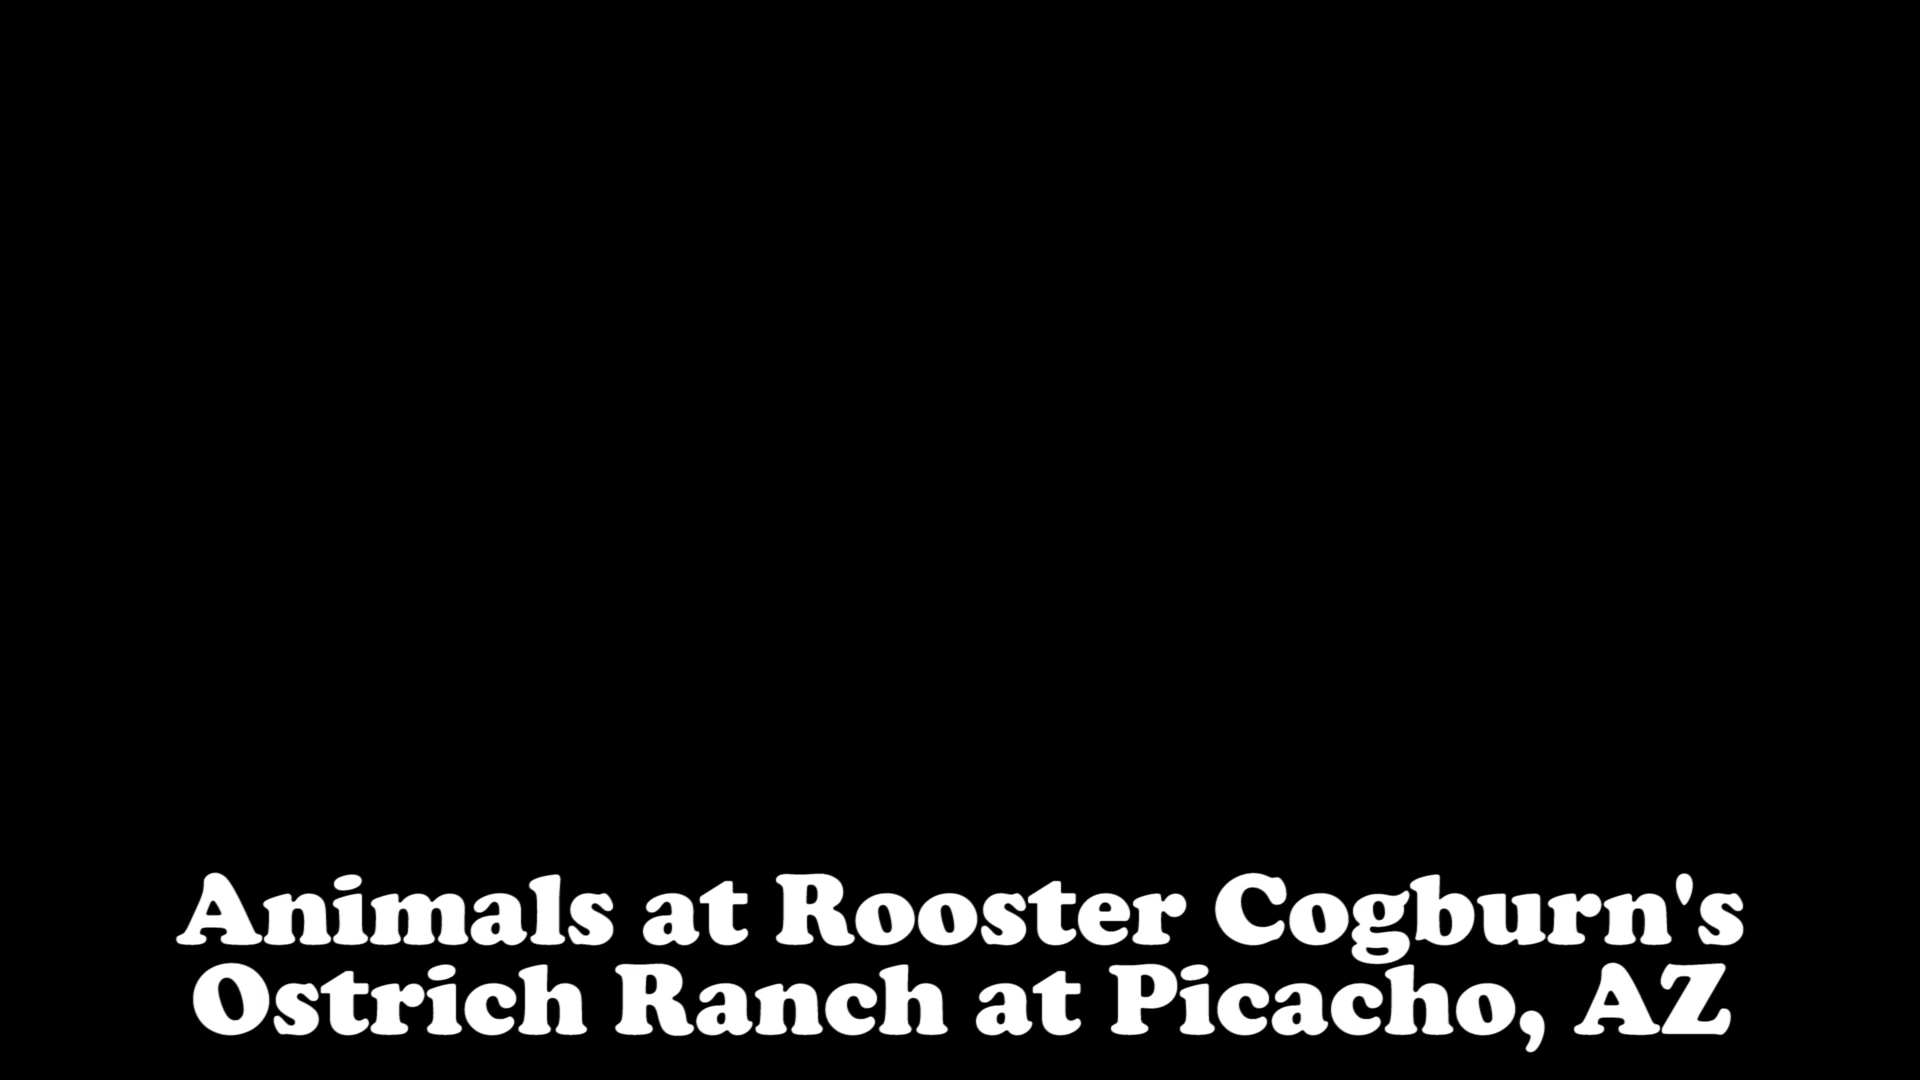 Animals at Rooster Cogburn's
Ostrich Ranch at Picacho, AZ